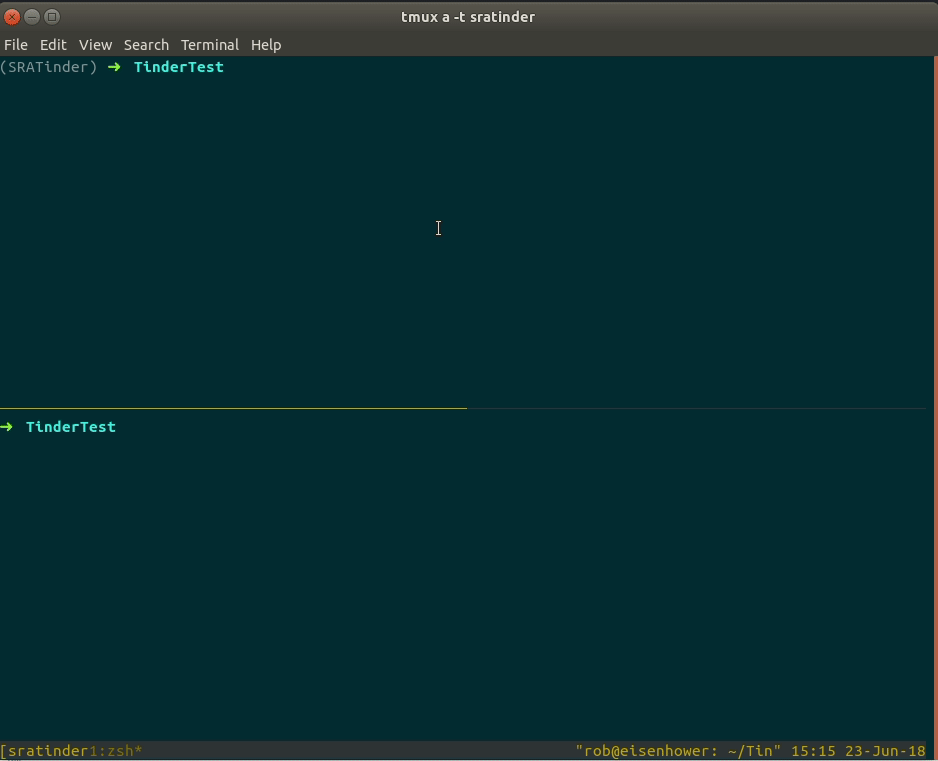 tmux a -t sratinder
File Edit View Search Terminal Help
(SRATinder) ➜ TinderTest
➜ TinderTest
[sratinder1:zsh* "rob@eisenhower: ~/Tin" 15:15 23-Jun-18